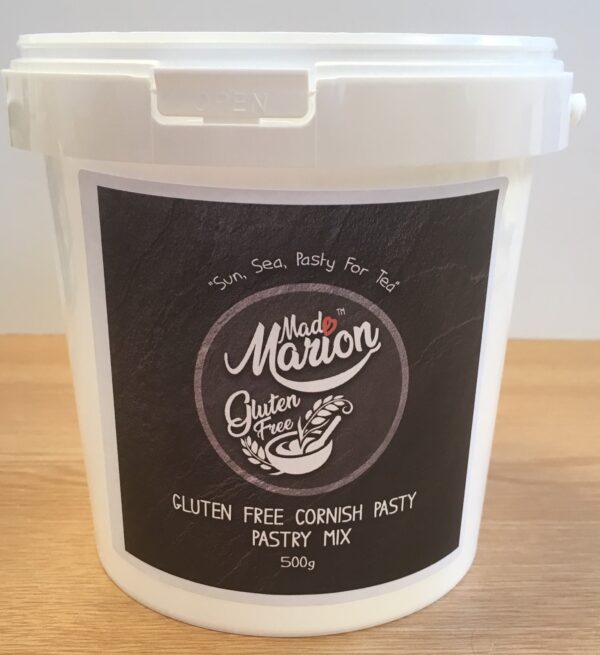 OPEN
"Sun, Sea, Pasty For Tea"
Mad TM
Marion
Gluten
Free
GLUTEN FREE CORNISH PASTY
PASTRY MIX
500g